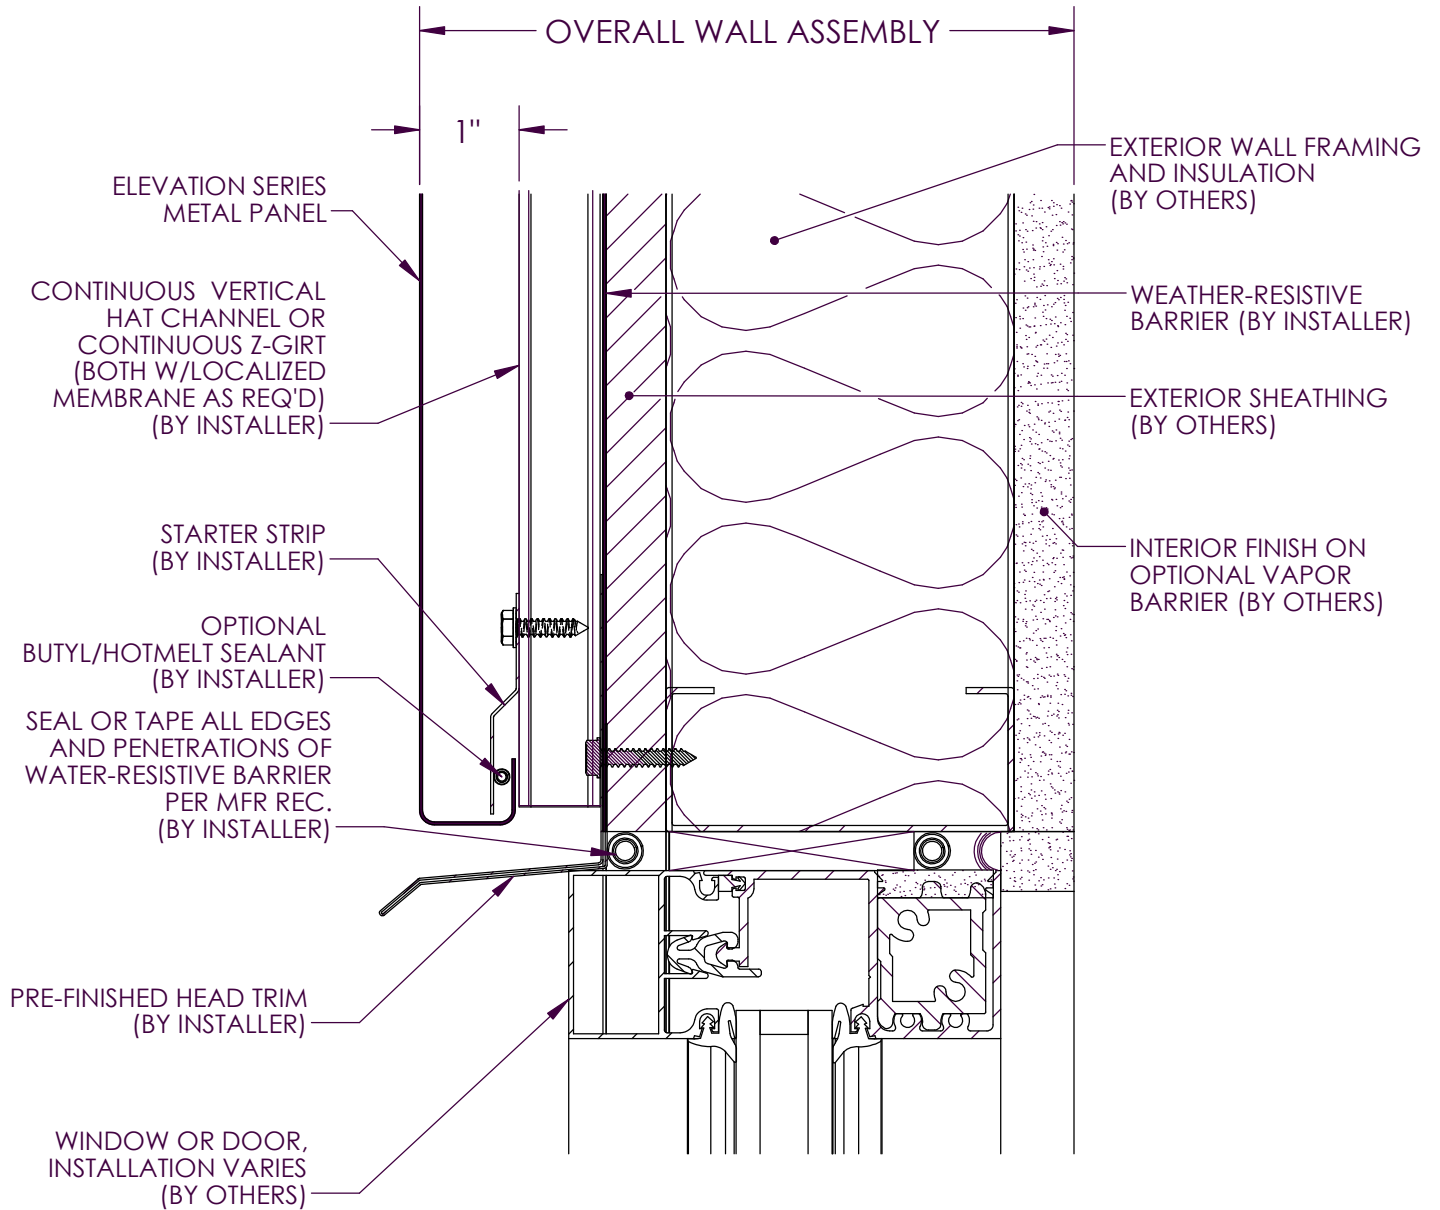 OVERALL WALL ASSEMBLY
1"
ELEVATION SERIES
METAL PANEL
CONTINUOUS  VERTICAL
HAT CHANNEL OR
CONTINUOUS Z-GIRT
(BOTH W/LOCALIZED
MEMBRANE AS REQ'D)
(BY INSTALLER)
STARTER STRIP
(BY INSTALLER)
OPTIONAL
BUTYL/HOTMELT SEALANT
(BY INSTALLER)
SEAL OR TAPE ALL EDGES
AND PENETRATIONS OF
WATER-RESISTIVE BARRIER
PER MFR REC.
(BY INSTALLER)
PRE-FINISHED HEAD TRIM
(BY INSTALLER)
WINDOW OR DOOR,
INSTALLATION VARIES
(BY OTHERS)
EXTERIOR WALL FRAMING
AND INSULATION
(BY OTHERS)
WEATHER-RESISTIVE
BARRIER (BY INSTALLER)
EXTERIOR SHEATHING
(BY OTHERS)
INTERIOR FINISH ON
OPTIONAL VAPOR
BARRIER (BY OTHERS)